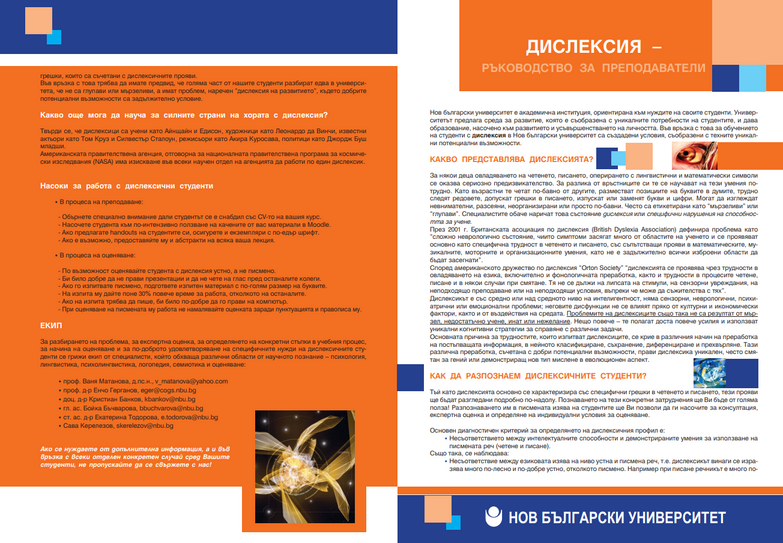 грешки, които са съчетани с дислексичните прояви.
Във връзка с това трябва да имате предвид, че голяма част от нашите студенти разбират едва в университета, че не са глупави или мързеливи, а имат проблем, наречен "дислексия на развитието", където добрите потенциални възможности са задължително условие.
Какво още мога да науча за силните страни на хората с дислексия?
Твърди се, че дислексици са учени като Айнщайн и Едисон, художници като Леонардо да Винчи, известни
актьори като Том Круз и Силвестър Сталоун, режисьори като Акира Куросава, политици като Джордж Буш
младши.
Американската правителствена агенция, отговорна за националната правителствена програма за космически изследвания (NASA) има изискване във всеки научен отдел на агенцията да работи по един дислексик.
Насоки за работа с дислексични студенти
• В процеса на преподаване:
- Обърнете специално внимание дали студентът се е снабдил със CV-то на вашия курс.
- Насочете студента към по-интензивно ползване на качените от вас материали в Moodle.
- Ако предлагате handouts на студентите си, осигурете и екземпляри с по-едър шрифт.
- Ако е възможно, предоставяйте му и абстракти на всяка ваша лекция.
• В процеса на оценяване:
- По възможност оценявайте студента с дислексия устно, а не писмено.
- Би било добре да не прави презентации и да не чете на глас пред останалите колеги.
- Ако го изпитвате писмено, подгответе изпитен материал с по-голям размер на буквите.
- На изпита му дайте поне 30% повече време за работа, отколкото на останалите.
- Ако на изпита трябва да пише, би било по-добре да го прави на компютър.
- При оценяване на писмената му работа не намалявайте оценката заради пунктуацията и правописа му.
ЕКИП
За разбирането на проблема, за експертна оценка, за определянето на конкретни стъпки в учебния процес,
за начина на оценяване и за по-доброто удовлетворяване на специфичните нужди на дислексичните студенти се грижи екип от специалисти, който обхваща различни области от научното познание – психология,
лингвистика, психолингвистика, логопедия, семиотика и оценяване:
• проф. Ваня Матанова, д.пс.н., v_matanova@yahoo.com
• проф. д-р Енчо Герганов, eger@cogs.nbu.bg
• доц. д-р Кристиан Банков, kbankov@nbu.bg
• гл. ас. Бойка Бъчварова, bbuchvarova@nbu.bg
• ст. ас. д-р Екатерина Тодорова, e.todorova@nbu.bg
• Сава Керелезов, skerelezov@nbu.bg
Ако се нуждаете от допълнителна информация, а и във
връзка с всеки отделен конкретен случай сред Вашите
студенти, не пропускайте да се свържете с нас!
ДИСЛЕКСИЯ –
РЪКОВОДСТВО ЗА ПРЕПОДАВАТЕЛИ
Нов български университет е академична институция, ориентирана към нуждите на своите студенти. Университетът предлага среда за развитие, която е съобразена с уникалните потребности на студентите, и дава
образование, насочено към развитието и усъвършенстването на личността. Във връзка с това за обучението
на студенти с дислексия в Нов български университет са създадени условия, съобразени с техните уникални потенциални възможности.
КАКВО ПРЕДСТАВЛЯВА ДИСЛЕКСИЯТА?
За някои деца овладяването на четенето, писането, оперирането с лингвистични и математически символи
се оказва сериозно предизвикателство. За разлика от връстниците си те се научават на тези умения по-трудно. Като възрастни те четат по-бавно от другите, разместват позициите на буквите в думите, трудно
следят редовете, допускат грешки в писането, изпускат или заменят букви и цифри. Могат да изглеждат
невнимателни, разсеяни, неорганизирани или просто по-бавни. Често са етикетирани като "мързеливи" или
"глупави". Специалистите обаче наричат това състояние дислексия или специфични нарушения на способността за учене.
През 2001 г. Британската асоциация по дислексия (British Dyslexia Association) дефинира проблема като
"сложно неврологично състояние, чиито симптоми засягат много от областите на учението и се проявяват
основно като специфична трудност в четенето и писането, със съпътстващи прояви в математическите, музикалните, моторните и организационните умения, като не е задължително всички изброени области да
бъдат засегнати".
Според американското дружество по дислексия "Orton Society" "дислексията се проявява чрез трудности в
овладяването на езика, включително и фонологичната преработка, както и трудности в процесите четене,
писане и в някои случаи при смятане. Тя не се дължи на липсата на стимули, на сензорни увреждания, на
неподходящо преподаване или на неподходящи условия, въпреки че може да съжителства с тях".
Дислексикът е със средно или над средното ниво на интелигентност, няма сензорни, неврологични, психиатрични или емоционални проблеми; неговите дисфункции не се влияят пряко от културни и икономически
фактори, както и от въздействия на средата. Проблемите на дислексиците също така не са резултат от мързел, недостатъчно учене, инат или нежелание. Нещо повече – те полагат доста повече усилия и използват
уникални когнитивни стратегии за справяне с различни задачи.
Основната причина за трудностите, които изпитват дислексиците, се крие в различния начин на преработка
на постъпващата информация, в нейното класифициране, съхранение, диференциране и прехвърляне. Тази
различна преработка, съчетана с добри потенциални възможности, прави дислексика уникален, често смятан за гений или демонстриращ нов тип мислене в еволюционен аспект.
КАК ДА РАЗПОЗНАЕМ ДИСЛЕКСИЧНИТЕ СТУДЕНТИ?
Тъй като дислексията основно се характеризира със специфични грешки в четенето и писането, тези прояви
ще бъдат разгледани подробно по-надолу. Познаването на тези конкретни затруднения ще Ви бъде от голяма
полза! Разпознаването им в писмената изява на студентите ще Ви позволи да ги насочите за консултация,
експертна оценка и определяне на индивидуални условия за оценяване.
Основен диагностичен критерий за определянето на дислексичния профил е:
• Несъответствието между интелектуалните способности и демонстрираните умения за използване на
писмената реч (четене и писане).
Също така, се наблюдава:
• Несъответствие между езиковата изява на ниво устна и писмена реч, т.е. дислексикът винаги се изразява много по-лесно и по-добре устно, отколкото писмено. Например при писане речникът е много по-
НОВ БЪЛГАРСКИ УНИВЕРСИТЕТ